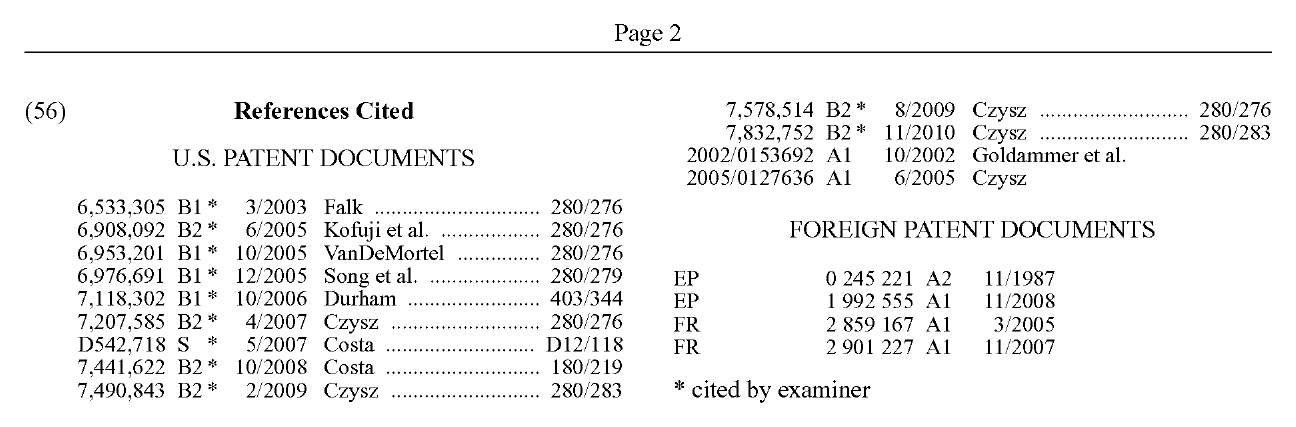 Page 2
(56) References Cited
U.S. PATENT DOCUMENTS
6,533,305 B1 * 3/2003 Falk .............................. 280/276
6,908,092 B2 * 6/2005 Kofuji et al. .................. 280/276
6,953,201 B1 * 10/2005 VanDeMortel ............... 280/276
6,976,691 B1 * 12/2005 Song et al. .................... 280/279
7,118,302 B1 * 10/2006 Durham ........................ 403/344
7,207,585 B2 * 4/2007 Czysz ........................... 280/276
D542,718 S * 5/2007 Costa ........................... D12/118
7,441,622 B2 * 10/2008 Costa ............................ 180/219
7,490,843 B2 * 2/2009 Czysz ........................... 280/283
7,578,514 B2 * 8/2009 Czysz ........................... 280/276
7,832,752 B2 * 11/2010 Czysz ........................... 280/283
2002/0153692 A1 10/2002 Goldammer et al.
2005/0127636 A1 6/2005 Czysz
FOREIGN PATENT DOCUMENTS
EP 0 245 221 A2 11/1987
EP 1 992 555 A1 11/2008
FR 2 859 167 A1 3/2005
FR 2 901 227 A1 11/2007
* cited by examiner